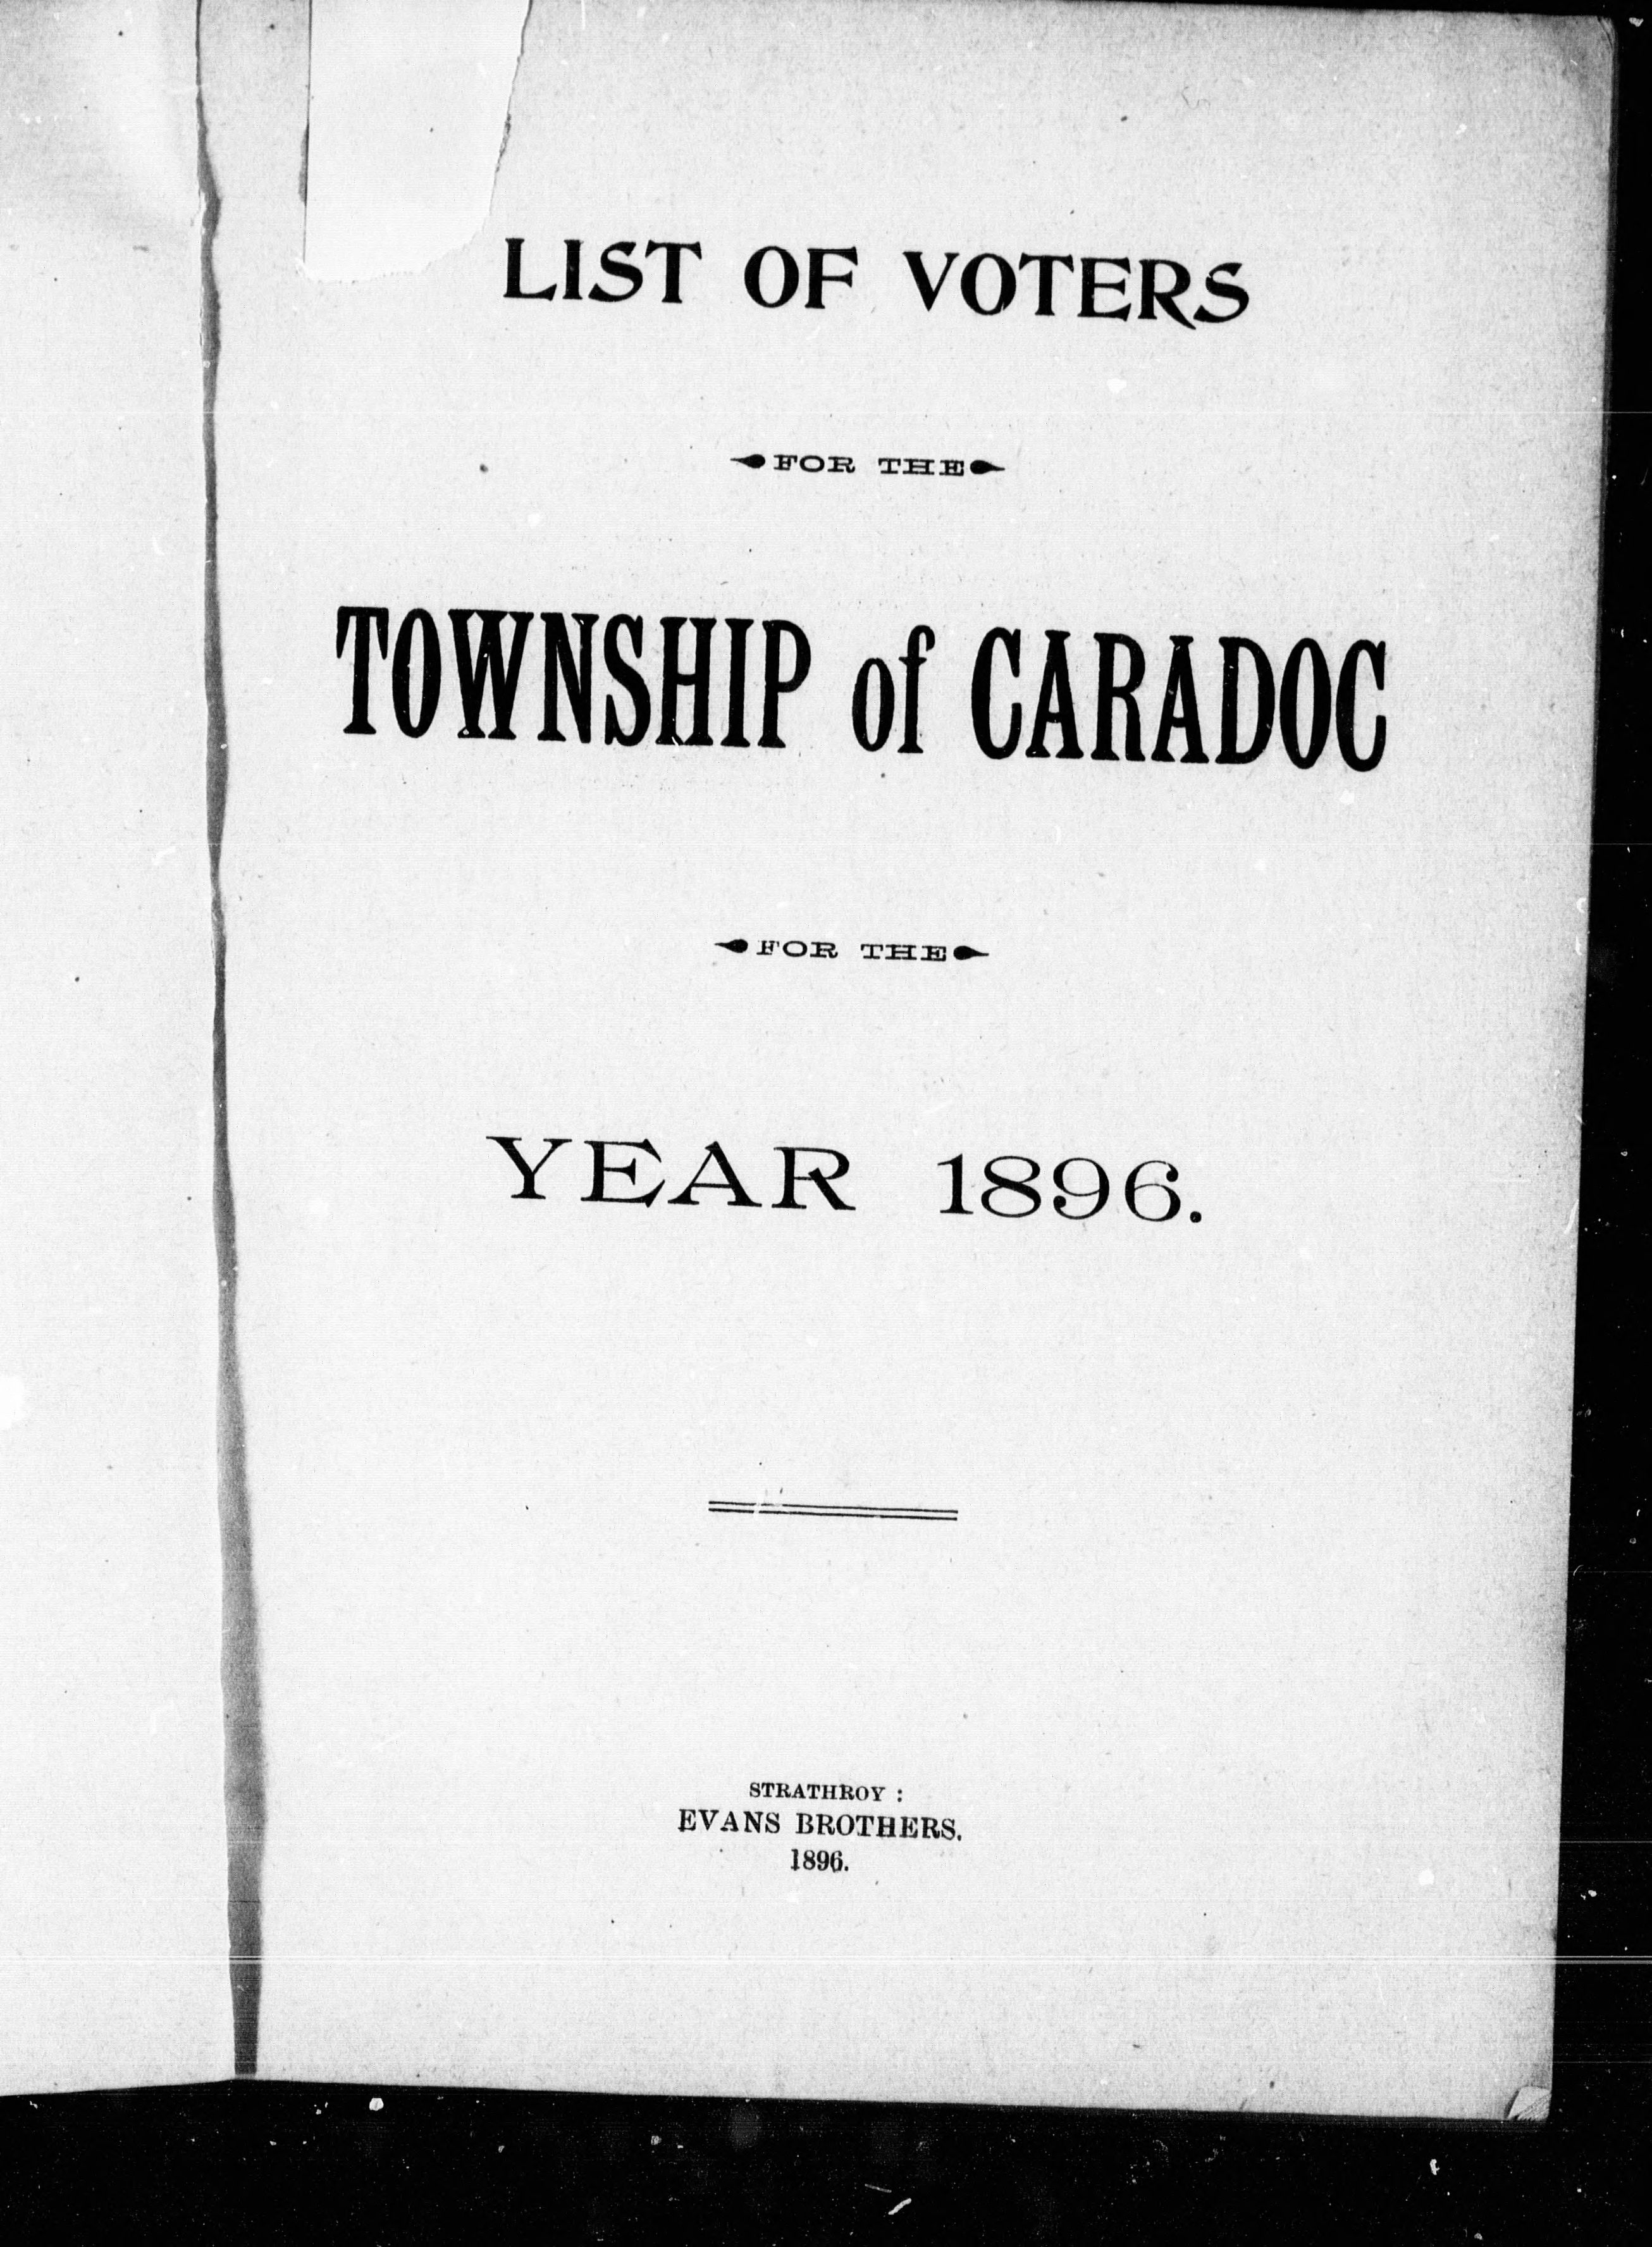 LIST OF VOTERS
FOR THE
TOWNSHIP of CARADOC
FOR THE
YEAR 1896.
STRATHROY :
EVANS BROTHERS.
1896.